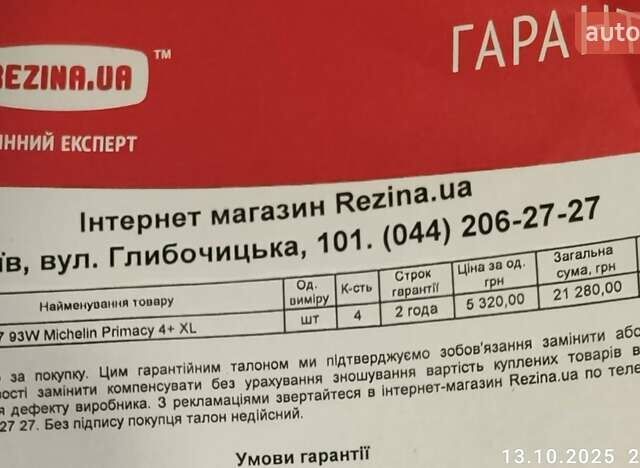 REZINA.UA ™
ГАРАНТ
auto
ННИЙ ЕКСПЕРТ
Інтернет магазин Rezina.ua
їв, вул. Глибочицька, 101. (044) 206-27-27
Найменування товару Од. виміру К-сть Строк гарантії Ціна за од. грн Загальна сума, грн
7 93W Michelin Primacy 4+ XL шт 4 2 года 5 320,00 21 280,00
за покупку. Цим гарантійним талоном ми підтверджуємо зобов'язання замінити або
вості замінити компенсувати без урахування зношування вартість куплених товарів в
дефекту виробника. З рекламаціями звертайтеся в інтернет-магазин Rezina.ua по теле
27 27. Без підпису покупця талон недійсний.
Умови гарантії
13.10.2025 2